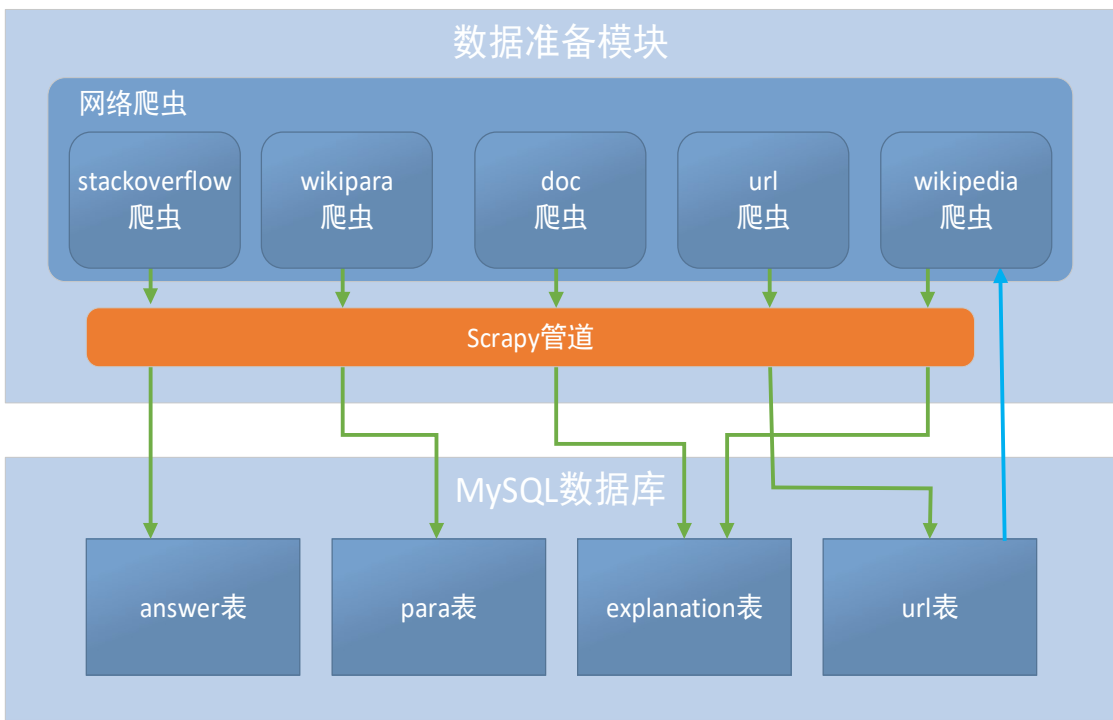 数据准备模块
网络爬虫
stackoverflow
爬虫
wikipara
爬虫
doc
爬虫
url
爬虫
wikipedia
爬虫
Scrapy管道
MySQL数据库
answer表
para表
explanation表
url表